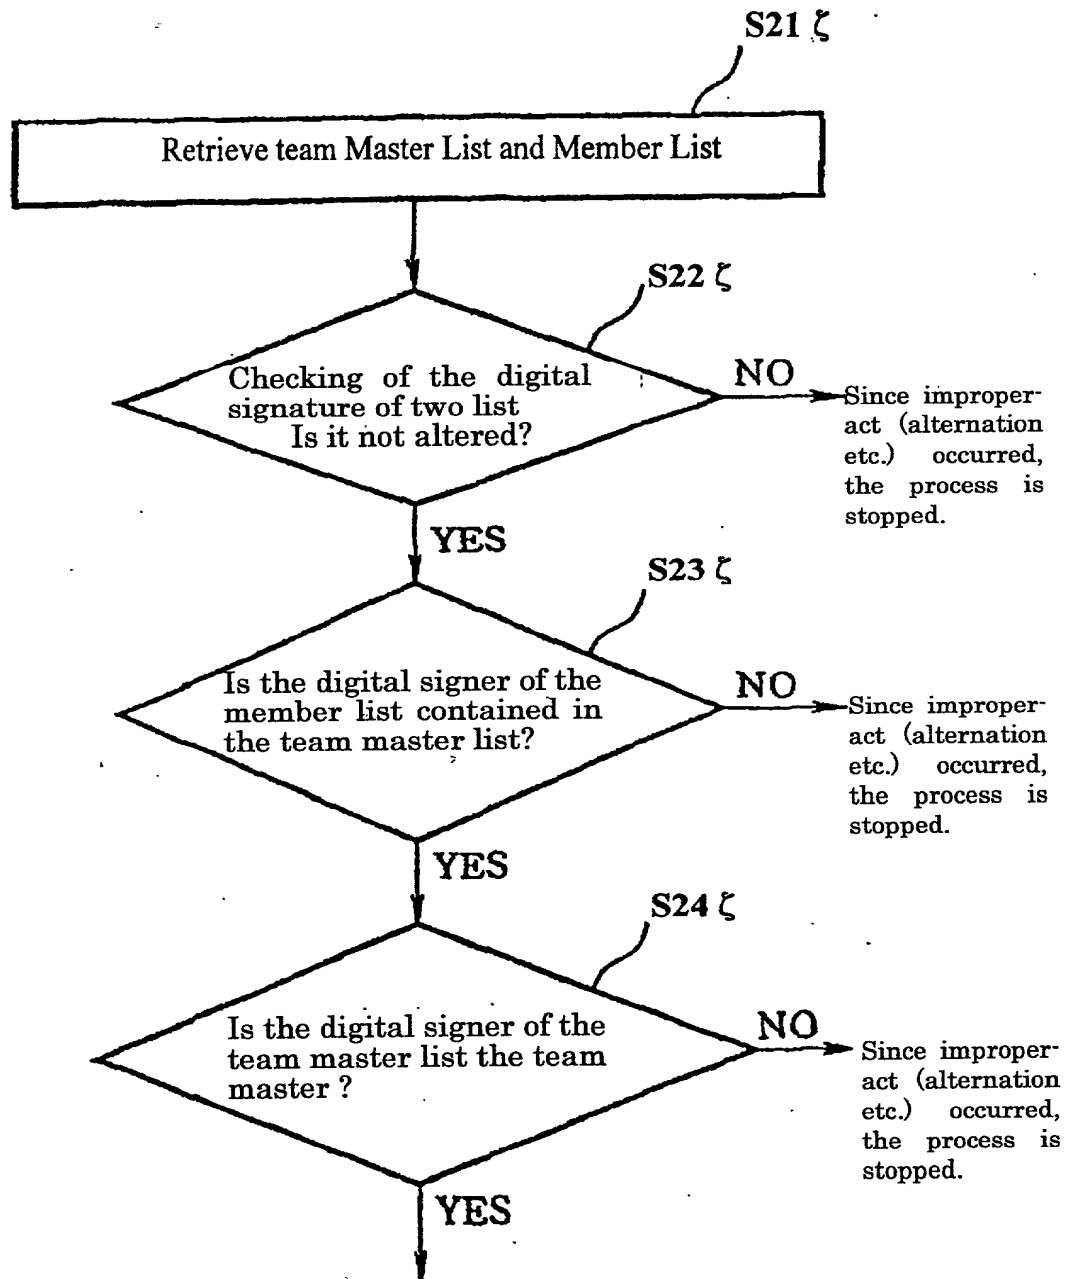 S21 ζ
Retrieve team Master List and Member List
S22 ζ
Checking of the digital
signature of two list
Is it not altered?
NO
Since improper-
act (alternation
etc.) occurred,
the process is
stopped.
YES
S23 ζ
Is the digital signer of the
member list contained in
the team master list?
NO
Since improper-
act (alternation
etc.) occurred,
the process is
stopped.
YES
S24 ζ
Is the digital signer of the
team master list the team
master ?
NO
Since improper-
act (alternation
etc.) occurred,
the process is
stopped.
YES